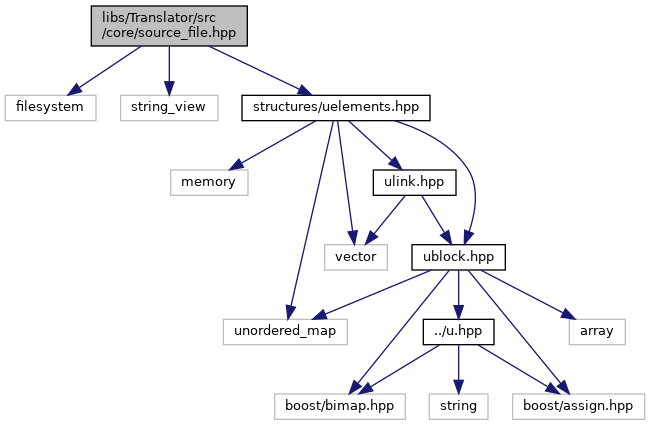 libs/Translator/src
/core/source_file.hpp
filesystem
string_view
structures/uelements.hpp
memory
ulink.hpp
vector
ublock.hpp
unordered_map
../u.hpp
array
boost/bimap.hpp
string
boost/assign.hpp